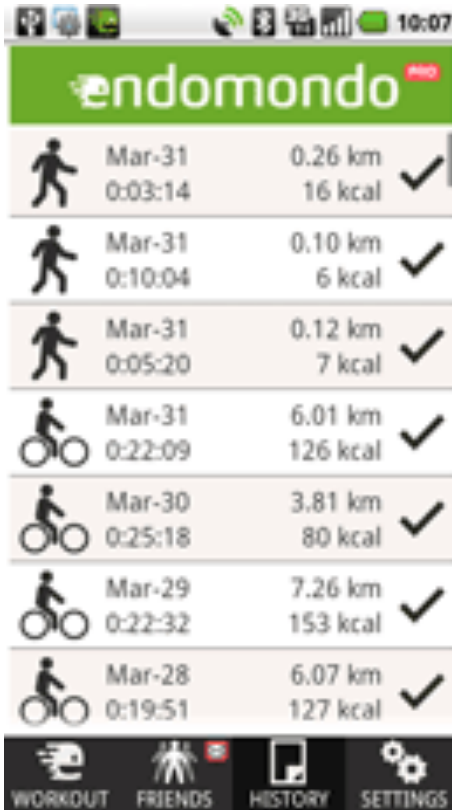 10:07
endomondo PRO
Mar-31 0.26 km
0:03:14 16 kcal
Mar-31 0.10 km
0:10:04 6 kcal
Mar-31 0.12 km
0:05:20 7 kcal
Mar-31 6.01 km
0:22:09 126 kcal
Mar-30 3.81 km
0:25:18 80 kcal
Mar-29 7.26 km
0:22:32 153 kcal
Mar-28 6.07 km
0:19:51 127 kcal
WORKOUT FRIENDS HISTORY SETTINGS